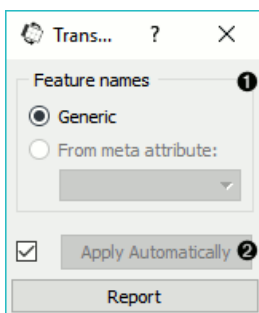 Trans... ?
Feature names 1
Generic
From meta attribute:
Apply Automatically 2
Report